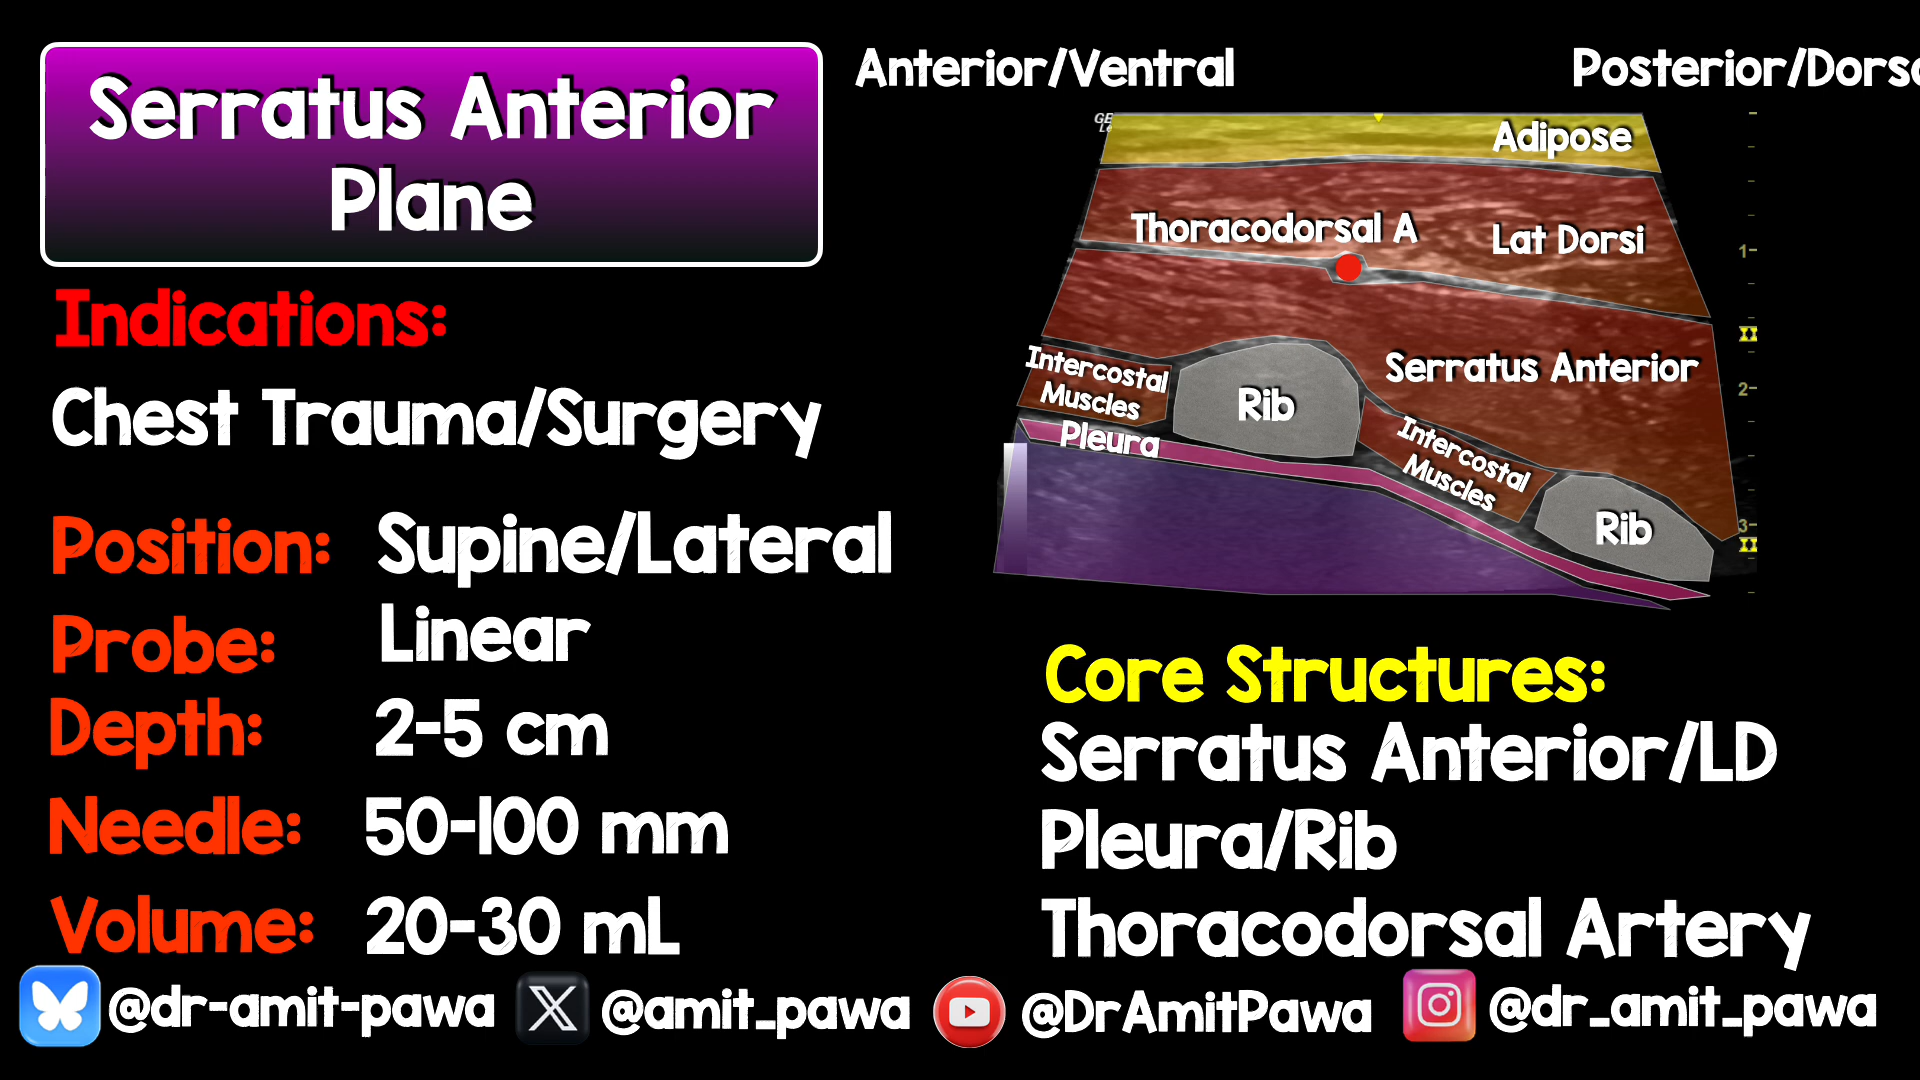 Serratus Anterior
Plane
Indications:
Chest Trauma/Surgery
Position: Supine/Lateral
Probe: Linear
Depth: 2-5 cm
Needle: 50-100 mm
Volume: 20-30 mL
Anterior/Ventral
GE
Adipose
Thoracodorsal A
Lat Dorsi
1
Serratus Anterior
Intercostal
Muscles
Rib
2
Pleura
Intercostal
Muscles
Rib
3
Core Structures:
Serratus Anterior/LD
Pleura/Rib
Thoracodorsal Artery
@dr-amit-pawa
@amit_pawa
@DrAmitPawa
@dr_amit_pawa